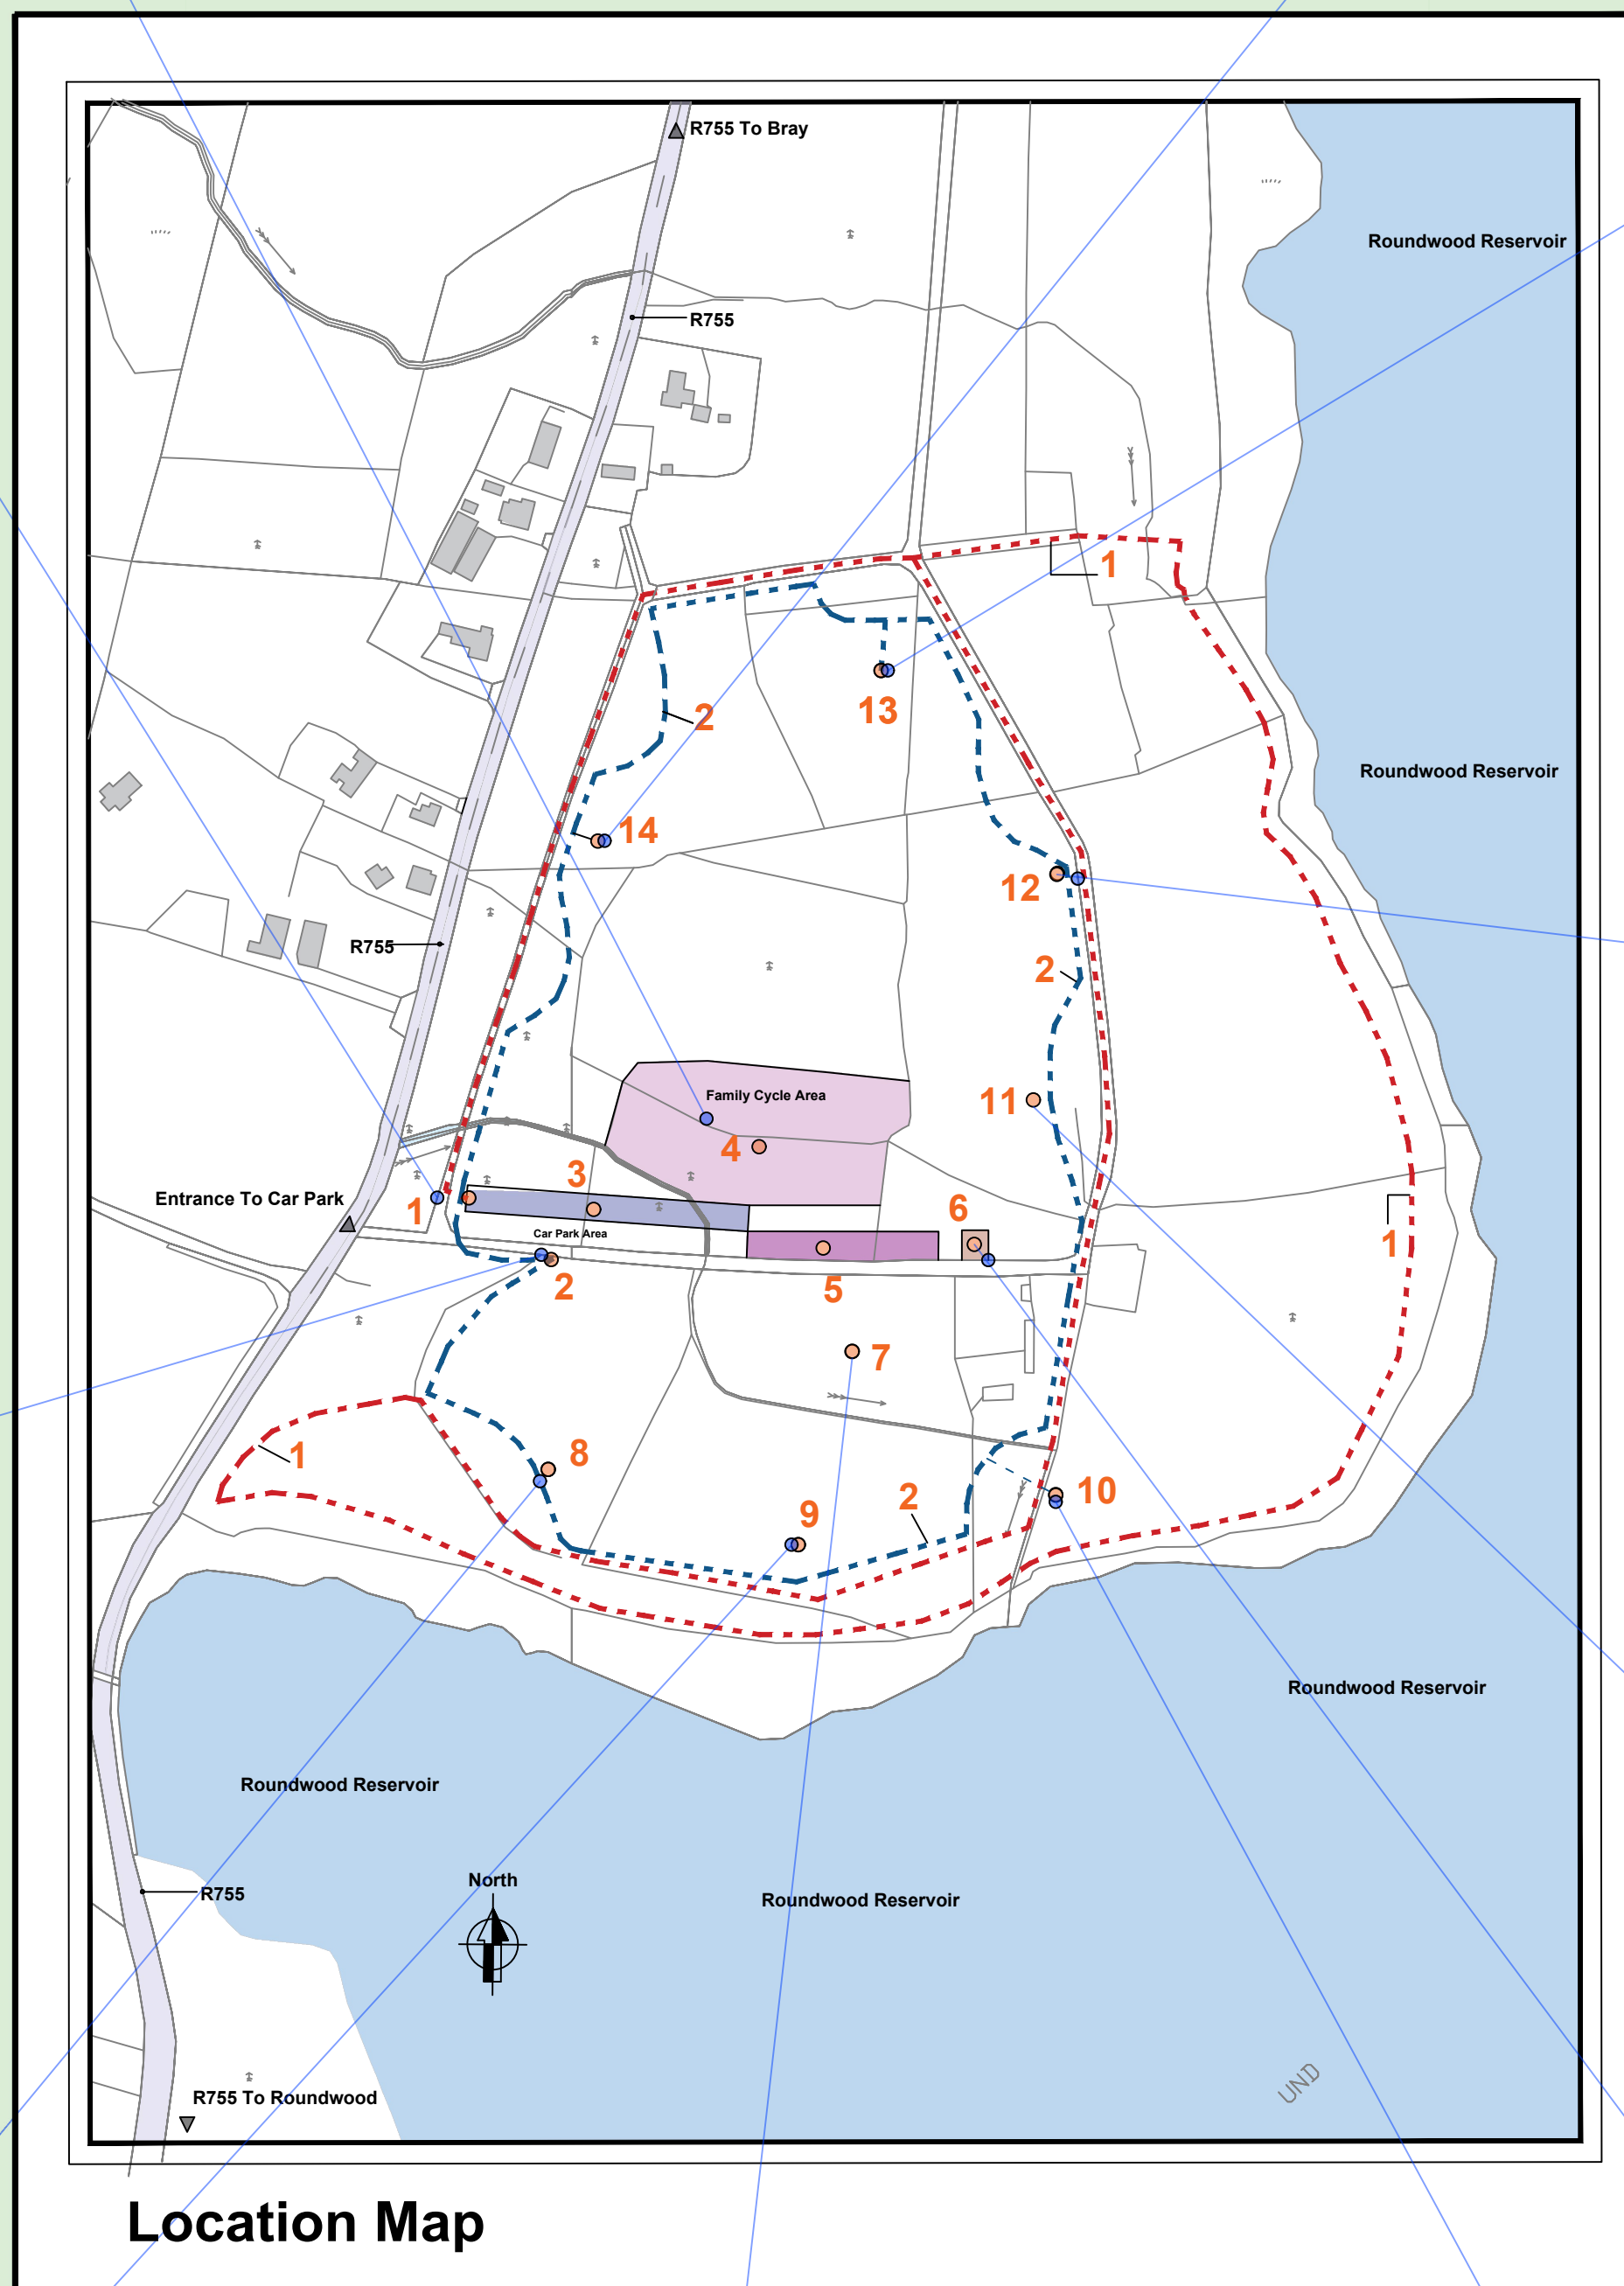 R755 To Bray
Roundwood Reservoir
R755
1
13
2
Roundwood Reservoir
14
12
R755
2
Family Cycle Area
11
4
3
Entrance To Car Park
1
6
Car Park Area
1
2
5
7
1
8
2
10
9
Roundwood Reservoir
Roundwood Reservoir
North
R755
Roundwood Reservoir
UND
R755 To Roundwood
Location Map